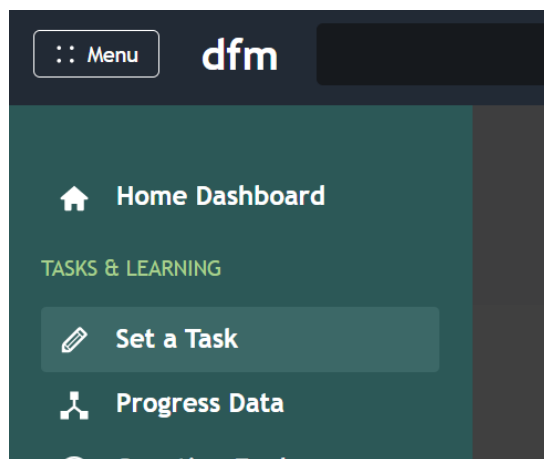 Menu
dfm
Home Dashboard
TASKS & LEARNING
Set a Task
Progress Data